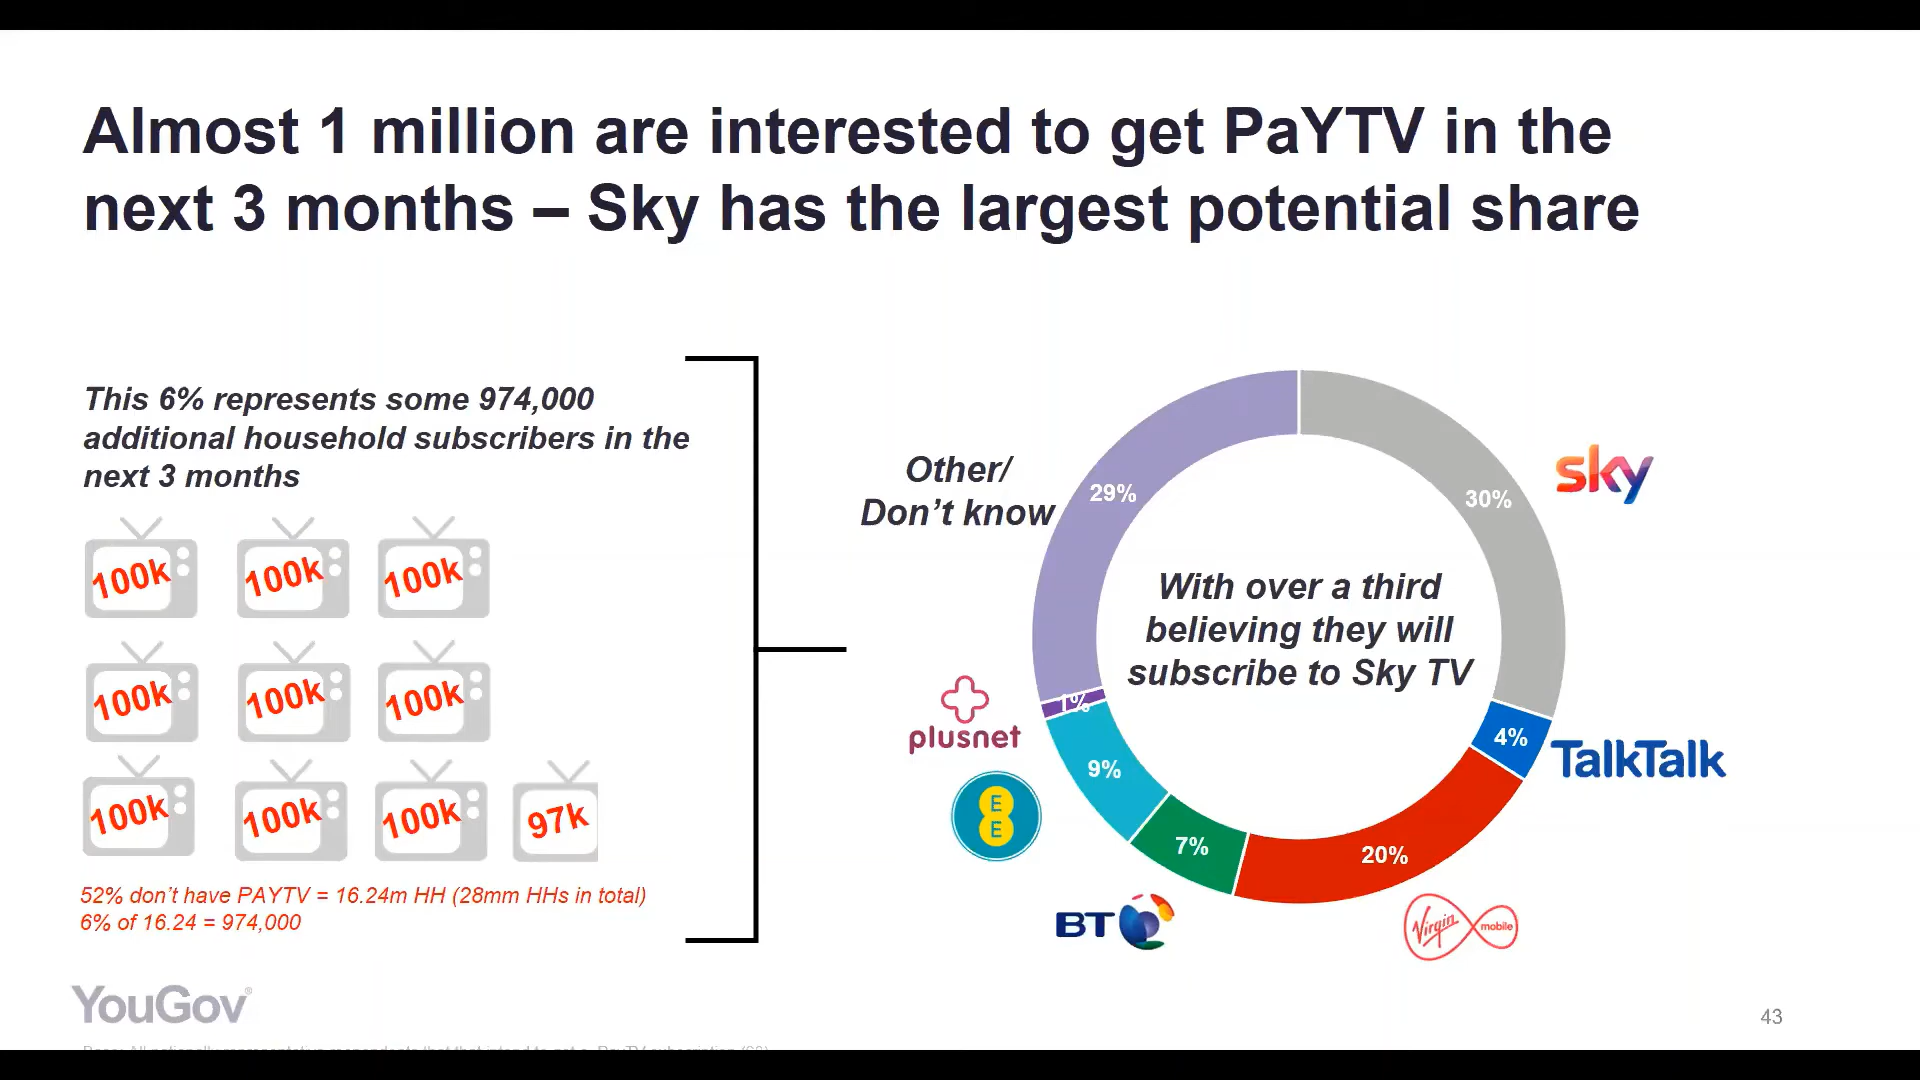 Almost 1 million are interested to get PaYTV in the
next 3 months – Sky has the largest potential share
This 6% represents some 974,000
additional household subscribers in the
next 3 months
100k 100k 100k
100k 100k 100k
100k 100k 100k 97k
52% don't have PAYTV = 16.24m HH (28mm HHs in total)
6% of 16.24 = 974,000
Other/
Don't know
29%
30%
sky
With over a third
believing they will
subscribe to Sky TV
1%
plusnet
4%
TalkTalk
9%
E
E
7%
20%
BT
Virgin mobile
YouGov®
43